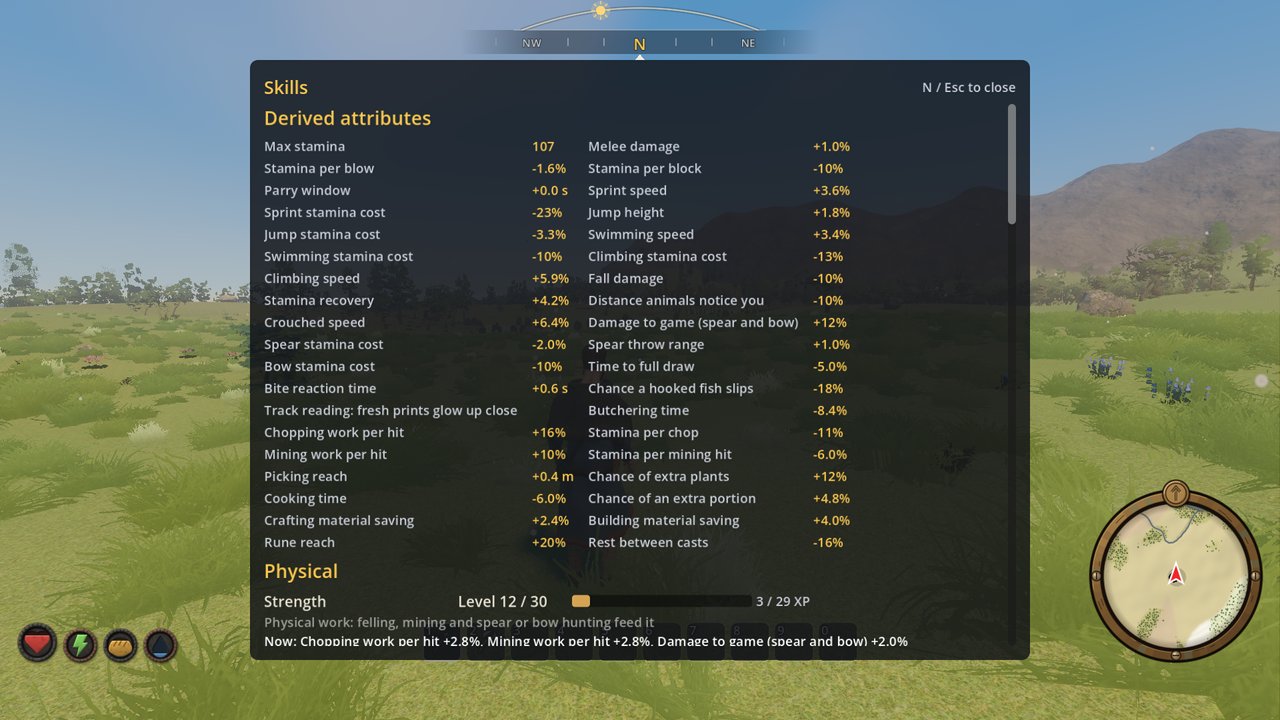 NW N NE
Skills N / Esc to close
Derived attributes
Max stamina 107 Melee damage +1.0%
Stamina per blow -1.6% Stamina per block -10%
Parry window +0.0 s Sprint speed +3.6%
Sprint stamina cost -23% Jump height +1.8%
Jump stamina cost -3.3% Swimming speed +3.4%
Swimming stamina cost -10% Climbing stamina cost -13%
Climbing speed +5.9% Fall damage -10%
Stamina recovery +4.2% Distance animals notice you -10%
Crouched speed +6.4% Damage to game (spear and bow) +12%
Spear stamina cost -2.0% Spear throw range +1.0%
Bow stamina cost -10% Time to full draw -5.0%
Bite reaction time +0.6 s Chance a hooked fish slips -18%
Track reading: fresh prints glow up close Butchering time -8.4%
Chopping work per hit +16% Stamina per chop -11%
Mining work per hit +10% Stamina per mining hit -6.0%
Picking reach +0.4 m Chance of extra plants +12%
Cooking time -6.0% Chance of an extra portion +4.8%
Crafting material saving +2.4% Building material saving +4.0%
Rune reach +20% Rest between casts -16%
Physical
Strength Level 12 / 30 3 / 29 XP
Physical work: felling, mining and spear or bow hunting feed it
Now: Chopping work per hit +2.8%. Mining work per hit +2.8%. Damage to game (spear and bow) +2.0%